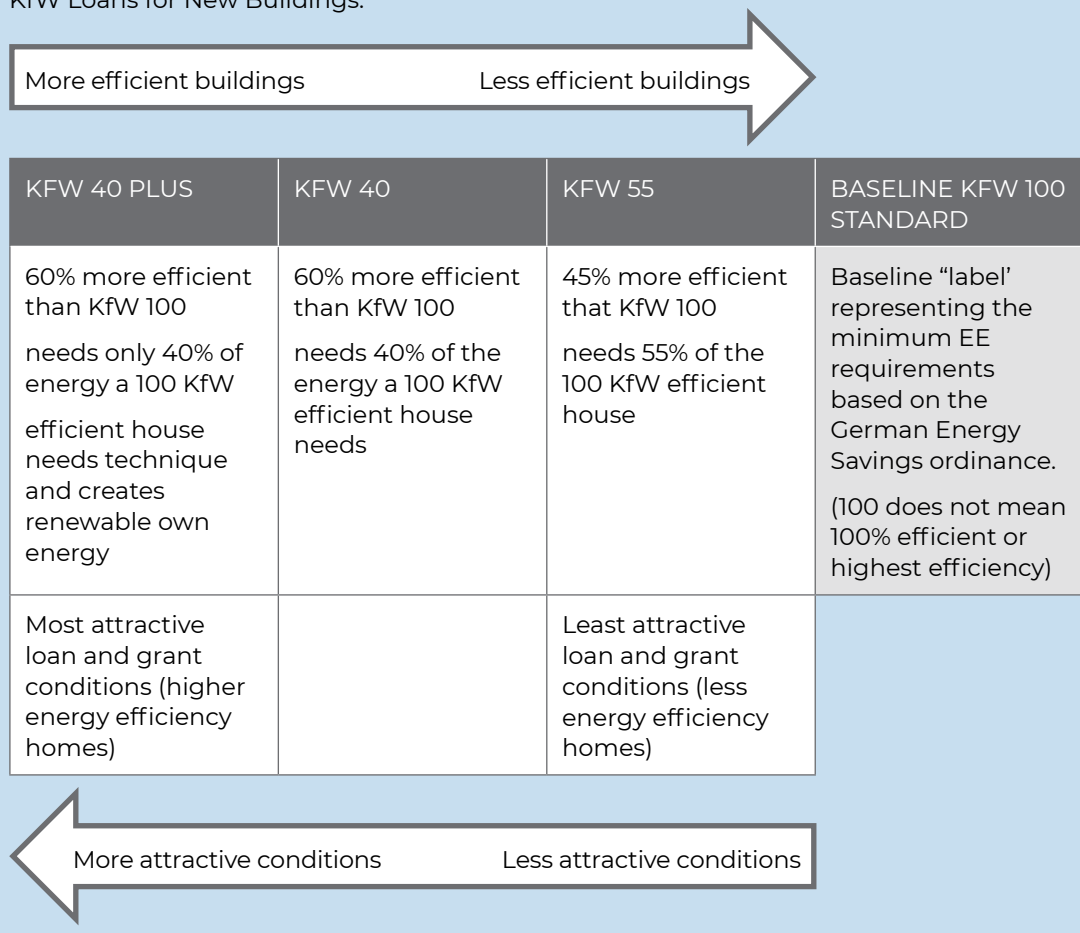 KfW Loans for New Buildings.
More efficient buildings Less efficient buildings
KFW 40 PLUS
KFW 40
KFW 55
BASELINE KFW 100
STANDARD
60% more efficient
than KfW 100
needs only 40% of
energy a 100 KfW
efficient house
needs technique
and creates
renewable own
energy
60% more efficient
than KfW 100
needs 40% of the
energy a 100 KfW
efficient house
needs
45% more efficient
that KfW 100
needs 55% of the
100 KfW efficient
house
Baseline “label’
representing the
minimum EE
requirements
based on the
German Energy
Savings ordinance.
(100 does not mean
100% efficient or
highest efficiency)
Most attractive
loan and grant
conditions (higher
energy efficiency
homes)
Least attractive
loan and grant
conditions (less
energy efficiency
homes)
More attractive conditions Less attractive conditions